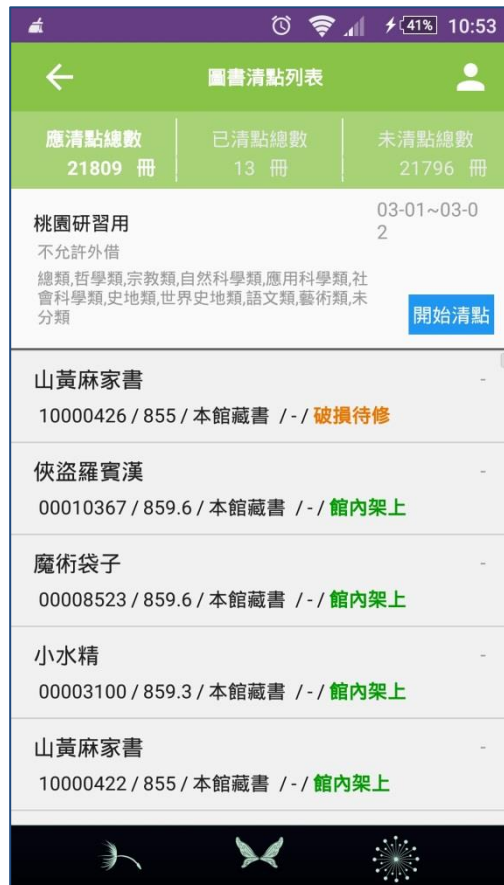 41% 10:53
圖書清點列表
應清點總數 已清點總數 未清點總數
21809 冊 13 冊 21796 冊
桃園研習用
03-01~03-0
2
不允許外借
總類,哲學類,宗教類,自然科學類,應用科學類,社
會科學類,史地類,世界史地類,語文類,藝術類,未
分類
開始清點
山黃麻家書 -
10000426 / 855 / 本館藏書 / - / 破損待修
俠盜羅賓漢 -
00010367 / 859.6 / 本館藏書 / - / 館內架上
魔術袋子 -
00008523 / 859.6 / 本館藏書 / - / 館內架上
小水精 -
00003100 / 859.3 / 本館藏書 / - / 館內架上
山黃麻家書 -
10000422 / 855 / 本館藏書 / - / 館內架上